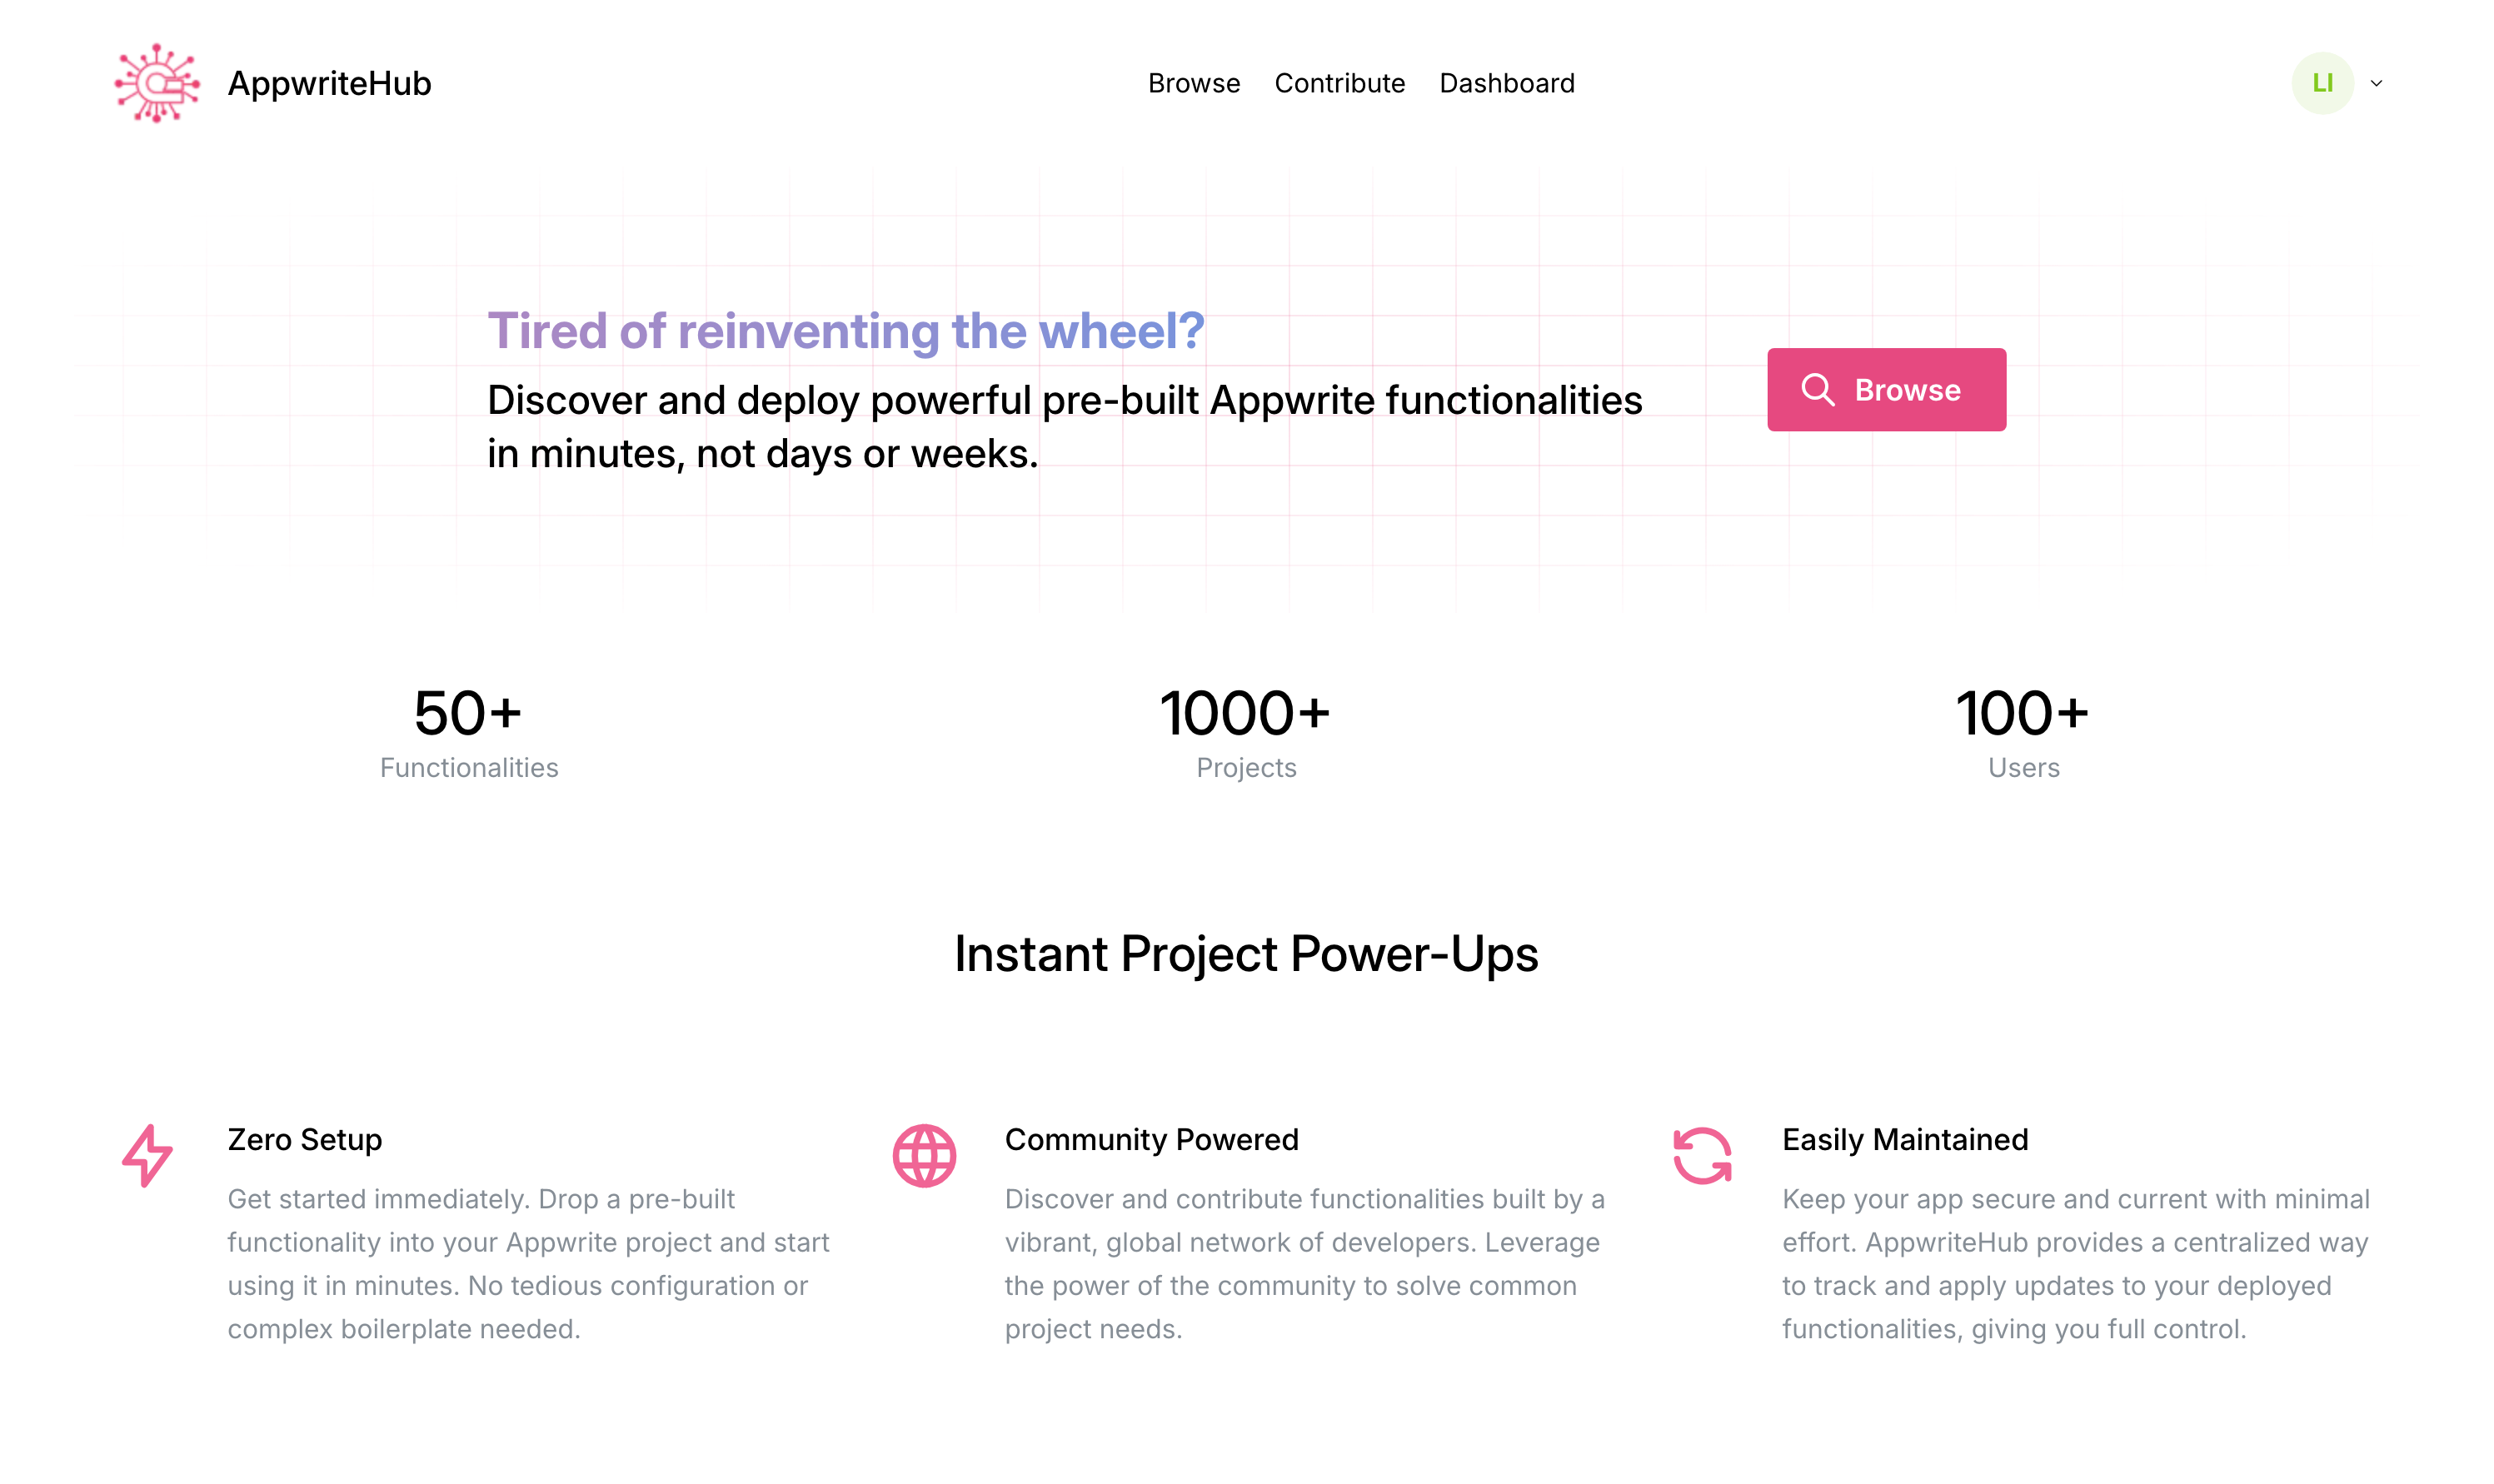 AppwriteHub
Browse
Contribute
Dashboard
LI
Tired of reinventing the wheel?
Discover and deploy powerful pre-built Appwrite functionalities
in minutes, not days or weeks.
Browse
50+
Functionalities
1000+
Projects
100+
Users
Instant Project Power-Ups
Zero Setup
Get started immediately. Drop a pre-built
functionality into your Appwrite project and start
using it in minutes. No tedious configuration or
complex boilerplate needed.
Community Powered
Discover and contribute functionalities built by a
vibrant, global network of developers. Leverage
the power of the community to solve common
project needs.
Easily Maintained
Keep your app secure and current with minimal
effort. AppwriteHub provides a centralized way
to track and apply updates to your deployed
functionalities, giving you full control.